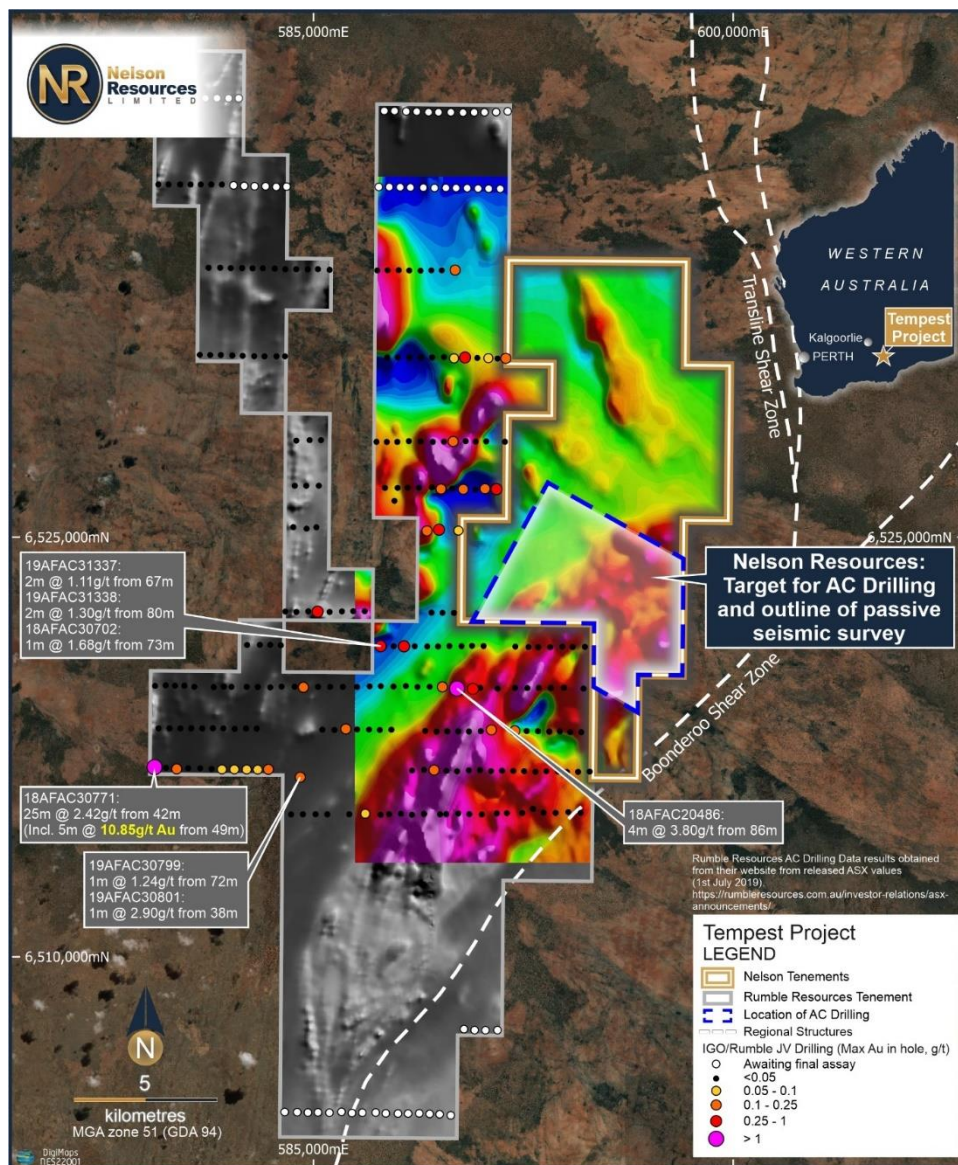 585,000mE
600,000mE
NR
Nelson
Resources
LIMITED
WESTERN
AUSTRALIA
Kalgoorlie
PERTH
Tempest
Project
Transline Shear Zone
6,525,000mN
6,525,000mN
19AFAC31337:
2m @ 1.11g/t from 67m
19AFAC31338:
2m @ 1.30g/t from 80m
18AFAC30702:
1m @ 1.68g/t from 73m
Nelson Resources:
Target for AC Drilling
and outline of passive
seismic survey
Boonderoo Shear Zone
18AFAC30771:
25m @ 2.42g/t from 42m
(Incl. 5m @ 10.85g/t Au from 49m)
18AFAC20486:
4m @ 3.80g/t from 86m
19AFAC30799:
1m @ 1.24g/t from 72m
19AFAC30801:
1m @ 2.90g/t from 38m
Rumble Resources AC Drilling Data results obtained
from their website from released ASX values
(1st July 2019).
https://rumbleresources.com.au/investor-relations/asx-
announcements/
6,510,000mN
Tempest Project
LEGEND
Nelson Tenements
Rumble Resources Tenement
Location of AC Drilling
Regional Structures
IGO/Rumble JV Drilling (Max Au in hole, g/t)
Awaiting final assay
<0.05
0.05 - 0.1
0.1 - 0.25
0.25 - 1
> 1
N
5
kilometres
MGA zone 51 (GDA 94)
585,000mE
DigiMaps
NES22001